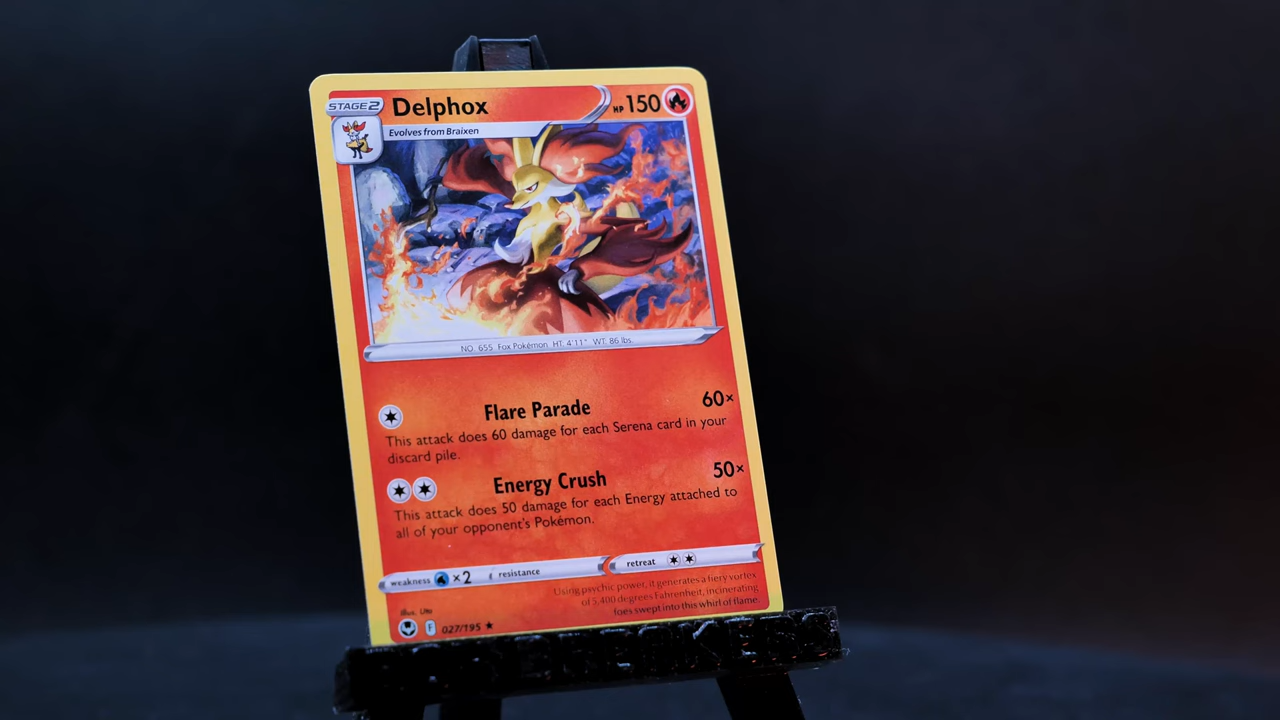 STAGE2 Delphox HP 150
Evolves from Braixen
NO. 655 Fox Pokémon HT. 4'11" WT. 86 lbs.
Flare Parade 60×
This attack does 60 damage for each Serena card in your
discard pile.
Energy Crush 50×
This attack does 50 damage for each Energy attached to
all of your opponent's Pokémon.
weakness ×2 resistance retreat
Using psychic power, it generates a fiery vortex
of 5,400 degrees Fahrenheit, incinerating
foes swept into this whirl of flame.
illus. Uta
F 027/195